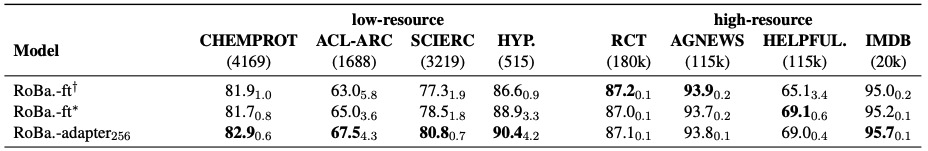 low-resource high-resource
Model CHEMPROT ACL-ARC SCIERC HYP. RCT AGNEWS HELPFUL. IMDB
(4169) (1688) (3219) (515) (180k) (115k) (115k) (20k)
RoBa.-ft† 81.9₁.₀ 63.0₅.₈ 77.3₁.₉ 86.6₀.₉ 87.2₀.₁ 93.9₀.₂ 65.1₃.₄ 95.0₀.₂
RoBa.-ft* 81.7₀.₈ 65.0₃.₆ 78.5₁.₈ 88.9₃.₃ 87.0₀.₁ 93.7₀.₂ 69.1₀.₆ 95.2₀.₁
RoBa.-adapter₂₅₆ 82.9₀.₆ 67.5₄.₃ 80.8₀.₇ 90.4₄.₂ 87.1₀.₁ 93.8₀.₁ 69.0₀.₄ 95.7₀.₁